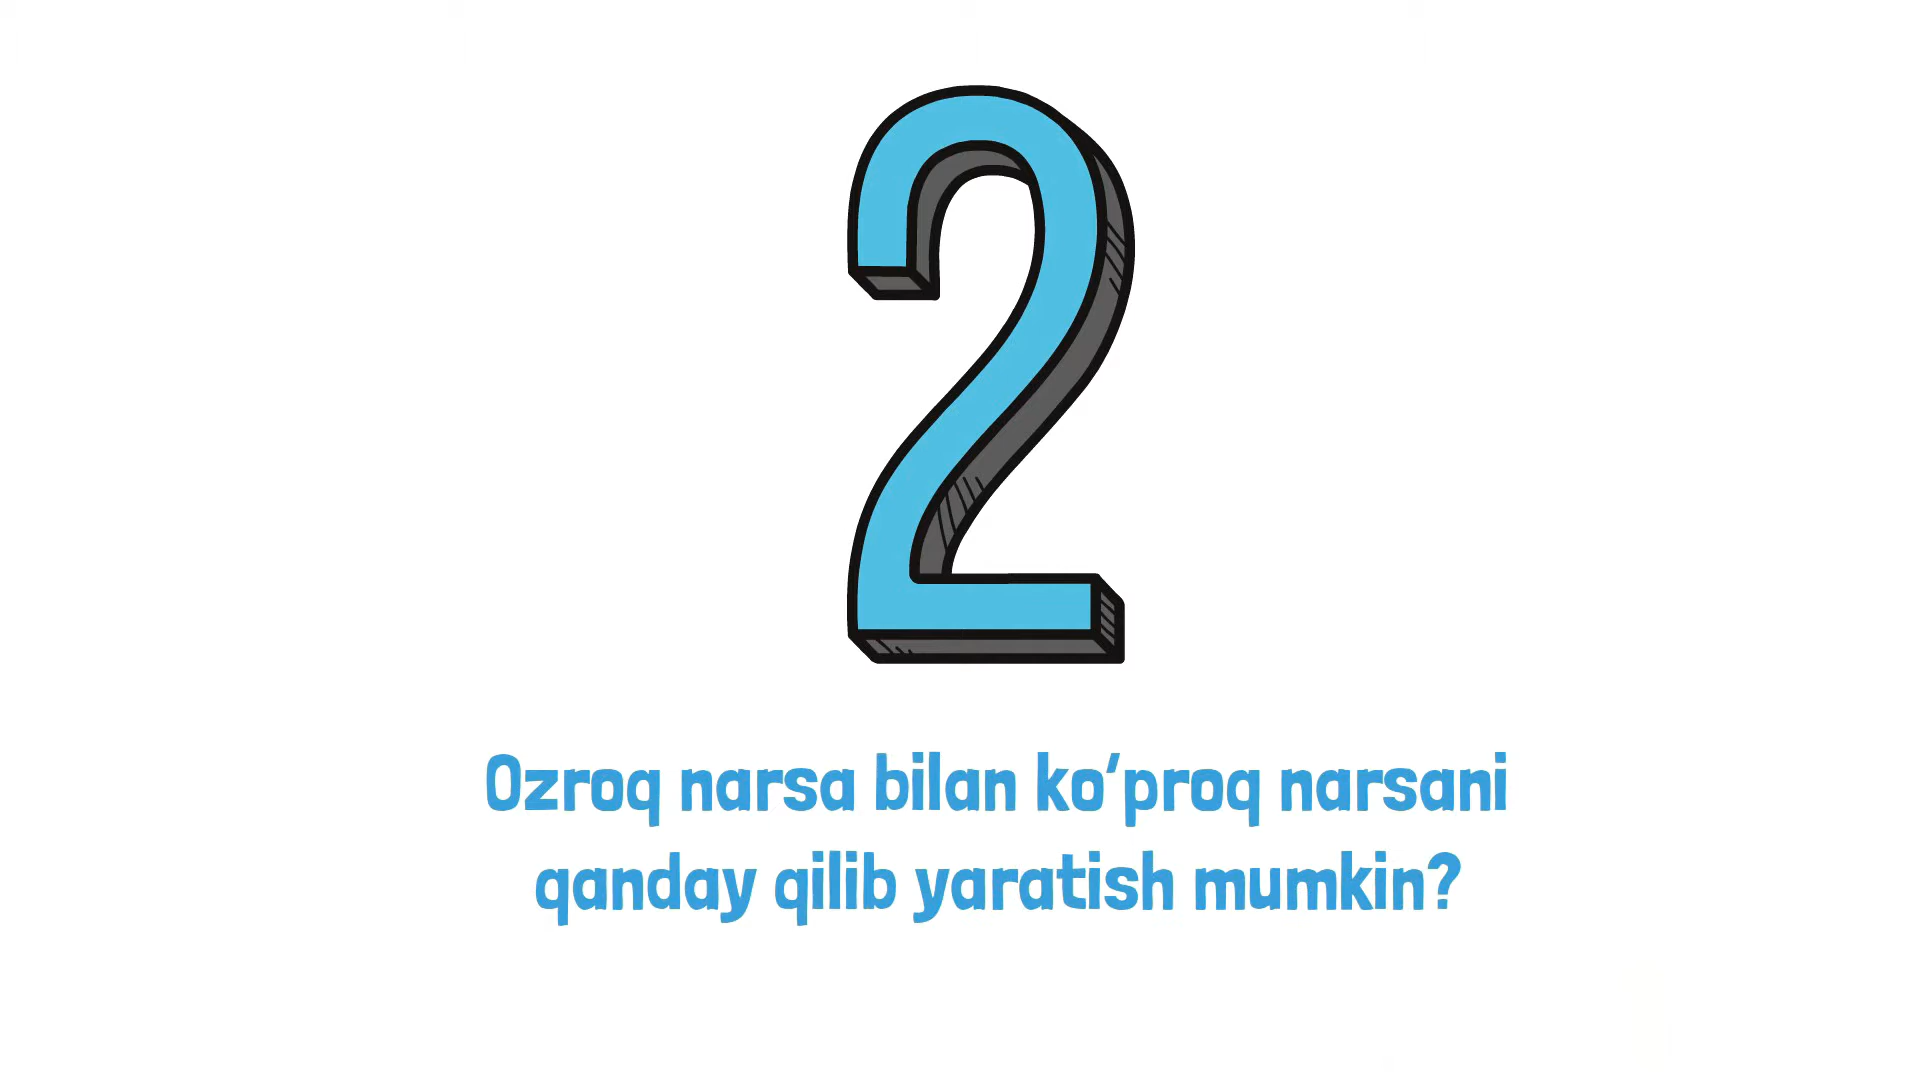 2
Ozroq narsa bilan ko‘proq narsani
qanday qilib yaratish mumkin?